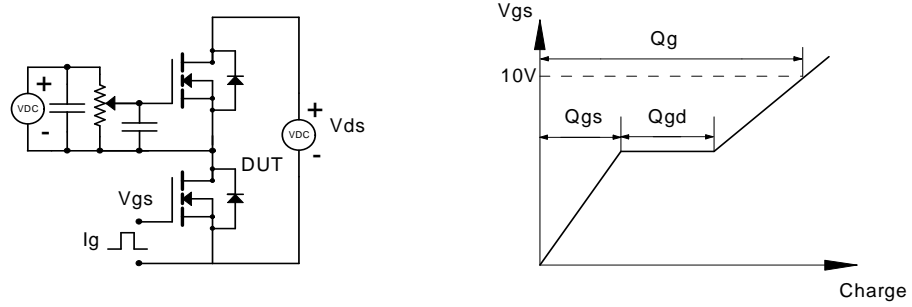 +
VDC
-
+
VDC
-
Vds
DUT
Vgs
Ig
Vgs
Qg
10V
Qgs
Qgd
Charge